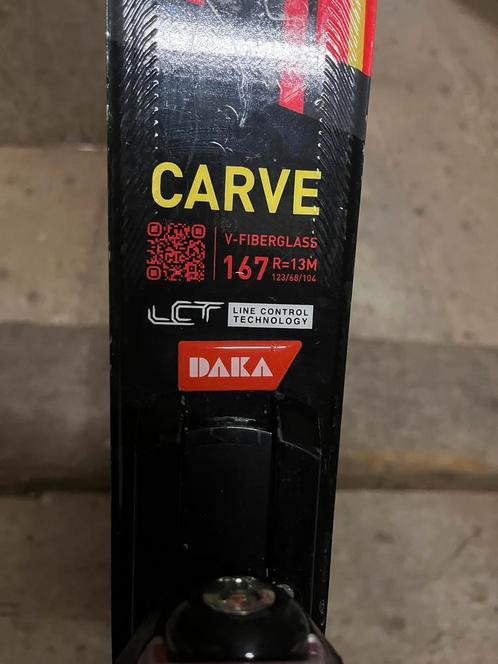 CARVE
V-FIBERGLASS
167 R=13M
123/68/104
LCT LINE CONTROL
TECHNOLOGY
DAKA